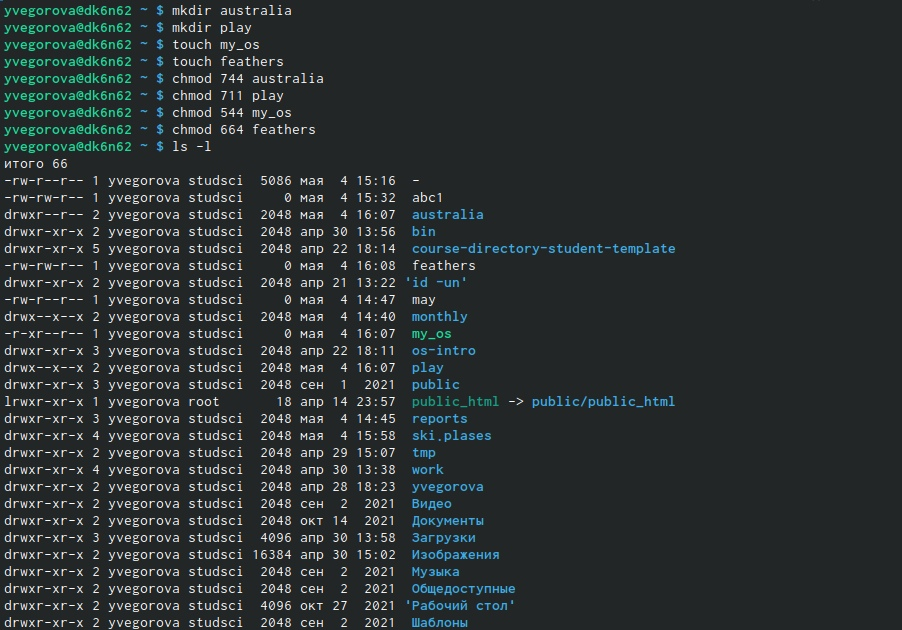 yvegorova@dk6n62 ~ $ mkdir australia
yvegorova@dk6n62 ~ $ mkdir play
yvegorova@dk6n62 ~ $ touch my_os
yvegorova@dk6n62 ~ $ touch feathers
yvegorova@dk6n62 ~ $ chmod 744 australia
yvegorova@dk6n62 ~ $ chmod 711 play
yvegorova@dk6n62 ~ $ chmod 544 my_os
yvegorova@dk6n62 ~ $ chmod 664 feathers
yvegorova@dk6n62 ~ $ ls -l
итого 66
-rw-r--r-- 1 yvegorova studsci  5086 мая  4 15:16  -
-rw-rw-r-- 1 yvegorova studsci     0 мая  4 15:32  abc1
drwxr--r-- 2 yvegorova studsci  2048 мая  4 16:07  australia
drwxr-xr-x 2 yvegorova studsci  2048 апр 30 13:56  bin
drwxr-xr-x 5 yvegorova studsci  2048 апр 22 18:14  course-directory-student-template
-rw-rw-r-- 1 yvegorova studsci     0 мая  4 16:08  feathers
drwxr-xr-x 2 yvegorova studsci  2048 апр 21 13:22 'id -un'
-rw-r--r-- 1 yvegorova studsci     0 мая  4 14:47  may
drwx--x--x 2 yvegorova studsci  2048 мая  4 14:40  monthly
-r-xr--r-- 1 yvegorova studsci     0 мая  4 16:07  my_os
drwxr-xr-x 3 yvegorova studsci  2048 апр 22 18:11  os-intro
drwx--x--x 2 yvegorova studsci  2048 мая  4 16:07  play
drwxr-xr-x 3 yvegorova studsci  2048 сен  1  2021  public
lrwxr-xr-x 1 yvegorova root       18 апр 14 23:57  public_html -> public/public_html
drwxr-xr-x 3 yvegorova studsci  2048 мая  4 14:45  reports
drwxr-xr-x 4 yvegorova studsci  2048 мая  4 15:58  ski.plases
drwxr-xr-x 2 yvegorova studsci  2048 апр 29 15:07  tmp
drwxr-xr-x 4 yvegorova studsci  2048 апр 30 13:38  work
drwxr-xr-x 2 yvegorova studsci  2048 апр 28 18:23  yvegorova
drwxr-xr-x 2 yvegorova studsci  2048 сен  2  2021  Видео
drwxr-xr-x 2 yvegorova studsci  2048 окт 14  2021  Документы
drwxr-xr-x 3 yvegorova studsci  4096 апр 30 13:58  Загрузки
drwxr-xr-x 2 yvegorova studsci 16384 апр 30 15:02  Изображения
drwxr-xr-x 2 yvegorova studsci  2048 сен  2  2021  Музыка
drwxr-xr-x 2 yvegorova studsci  2048 сен  2  2021  Общедоступные
drwxr-xr-x 2 yvegorova studsci  4096 окт 27  2021 'Рабочий стол'
drwxr-xr-x 2 yvegorova studsci  2048 сен  2  2021  Шаблоны